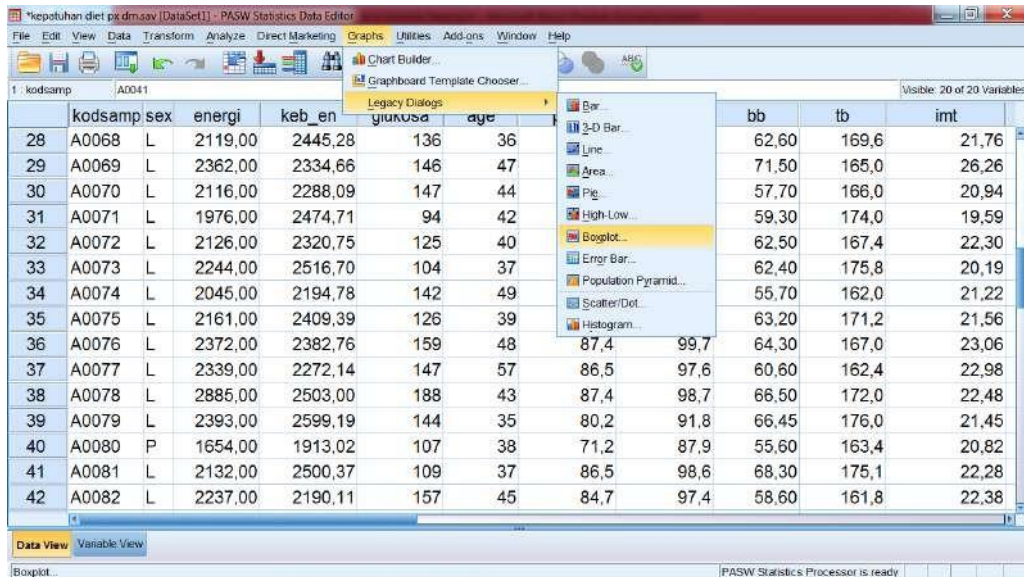 *kepatuhan diet px dm.sav [DataSet1] - PASW Statistics Data Editor
File Edit View Data Transform Analyze Direct Marketing Graphs Utilities Add-ons Window Help
Chart Builder...
Graphboard Template Chooser...
Legacy Dialogs
1 : kodsamp A0041 Visible: 20 of 20 Variables
Bar...
3-D Bar...
Line...
Area...
Pie...
High-Low...
Boxplot...
Error Bar...
Population Pyramid...
Scatter/Dot...
Histogram...
kodsamp sex energi keb_en glukosa age bb tb imt
28 A0068 L 2119,00 2445,28 136 36 62,60 169,6 21,76
29 A0069 L 2362,00 2334,66 146 47 71,50 165,0 26,26
30 A0070 L 2116,00 2288,09 147 44 57,70 166,0 20,94
31 A0071 L 1976,00 2474,71 94 42 59,30 174,0 19,59
32 A0072 L 2126,00 2320,75 125 40 62,50 167,4 22,30
33 A0073 L 2244,00 2516,70 104 37 62,40 175,8 20,19
34 A0074 L 2045,00 2194,78 142 49 55,70 162,0 21,22
35 A0075 L 2161,00 2409,39 126 39 63,20 171,2 21,56
36 A0076 L 2372,00 2382,76 159 48 87,4 99,7 64,30 167,0 23,06
37 A0077 L 2339,00 2272,14 147 57 86,5 97,6 60,60 162,4 22,98
38 A0078 L 2885,00 2503,00 188 43 87,4 98,7 66,50 172,0 22,48
39 A0079 L 2393,00 2599,19 144 35 80,2 91,8 66,45 176,0 21,45
40 A0080 P 1654,00 1913,02 107 38 71,2 87,9 55,60 163,4 20,82
41 A0081 L 2132,00 2500,37 109 37 86,5 98,6 68,30 175,1 22,28
42 A0082 L 2237,00 2190,11 157 45 84,7 97,4 58,60 161,8 22,38
Data View Variable View
Boxplot... PASW Statistics Processor is ready